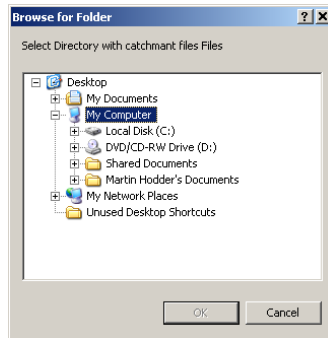 Browse for Folder
Select Directory with catchmant files Files
Desktop
My Documents
My Computer
Local Disk (C:)
DVD/CD-RW Drive (D:)
Shared Documents
Martin Hodder's Documents
My Network Places
Unused Desktop Shortcuts
OK Cancel